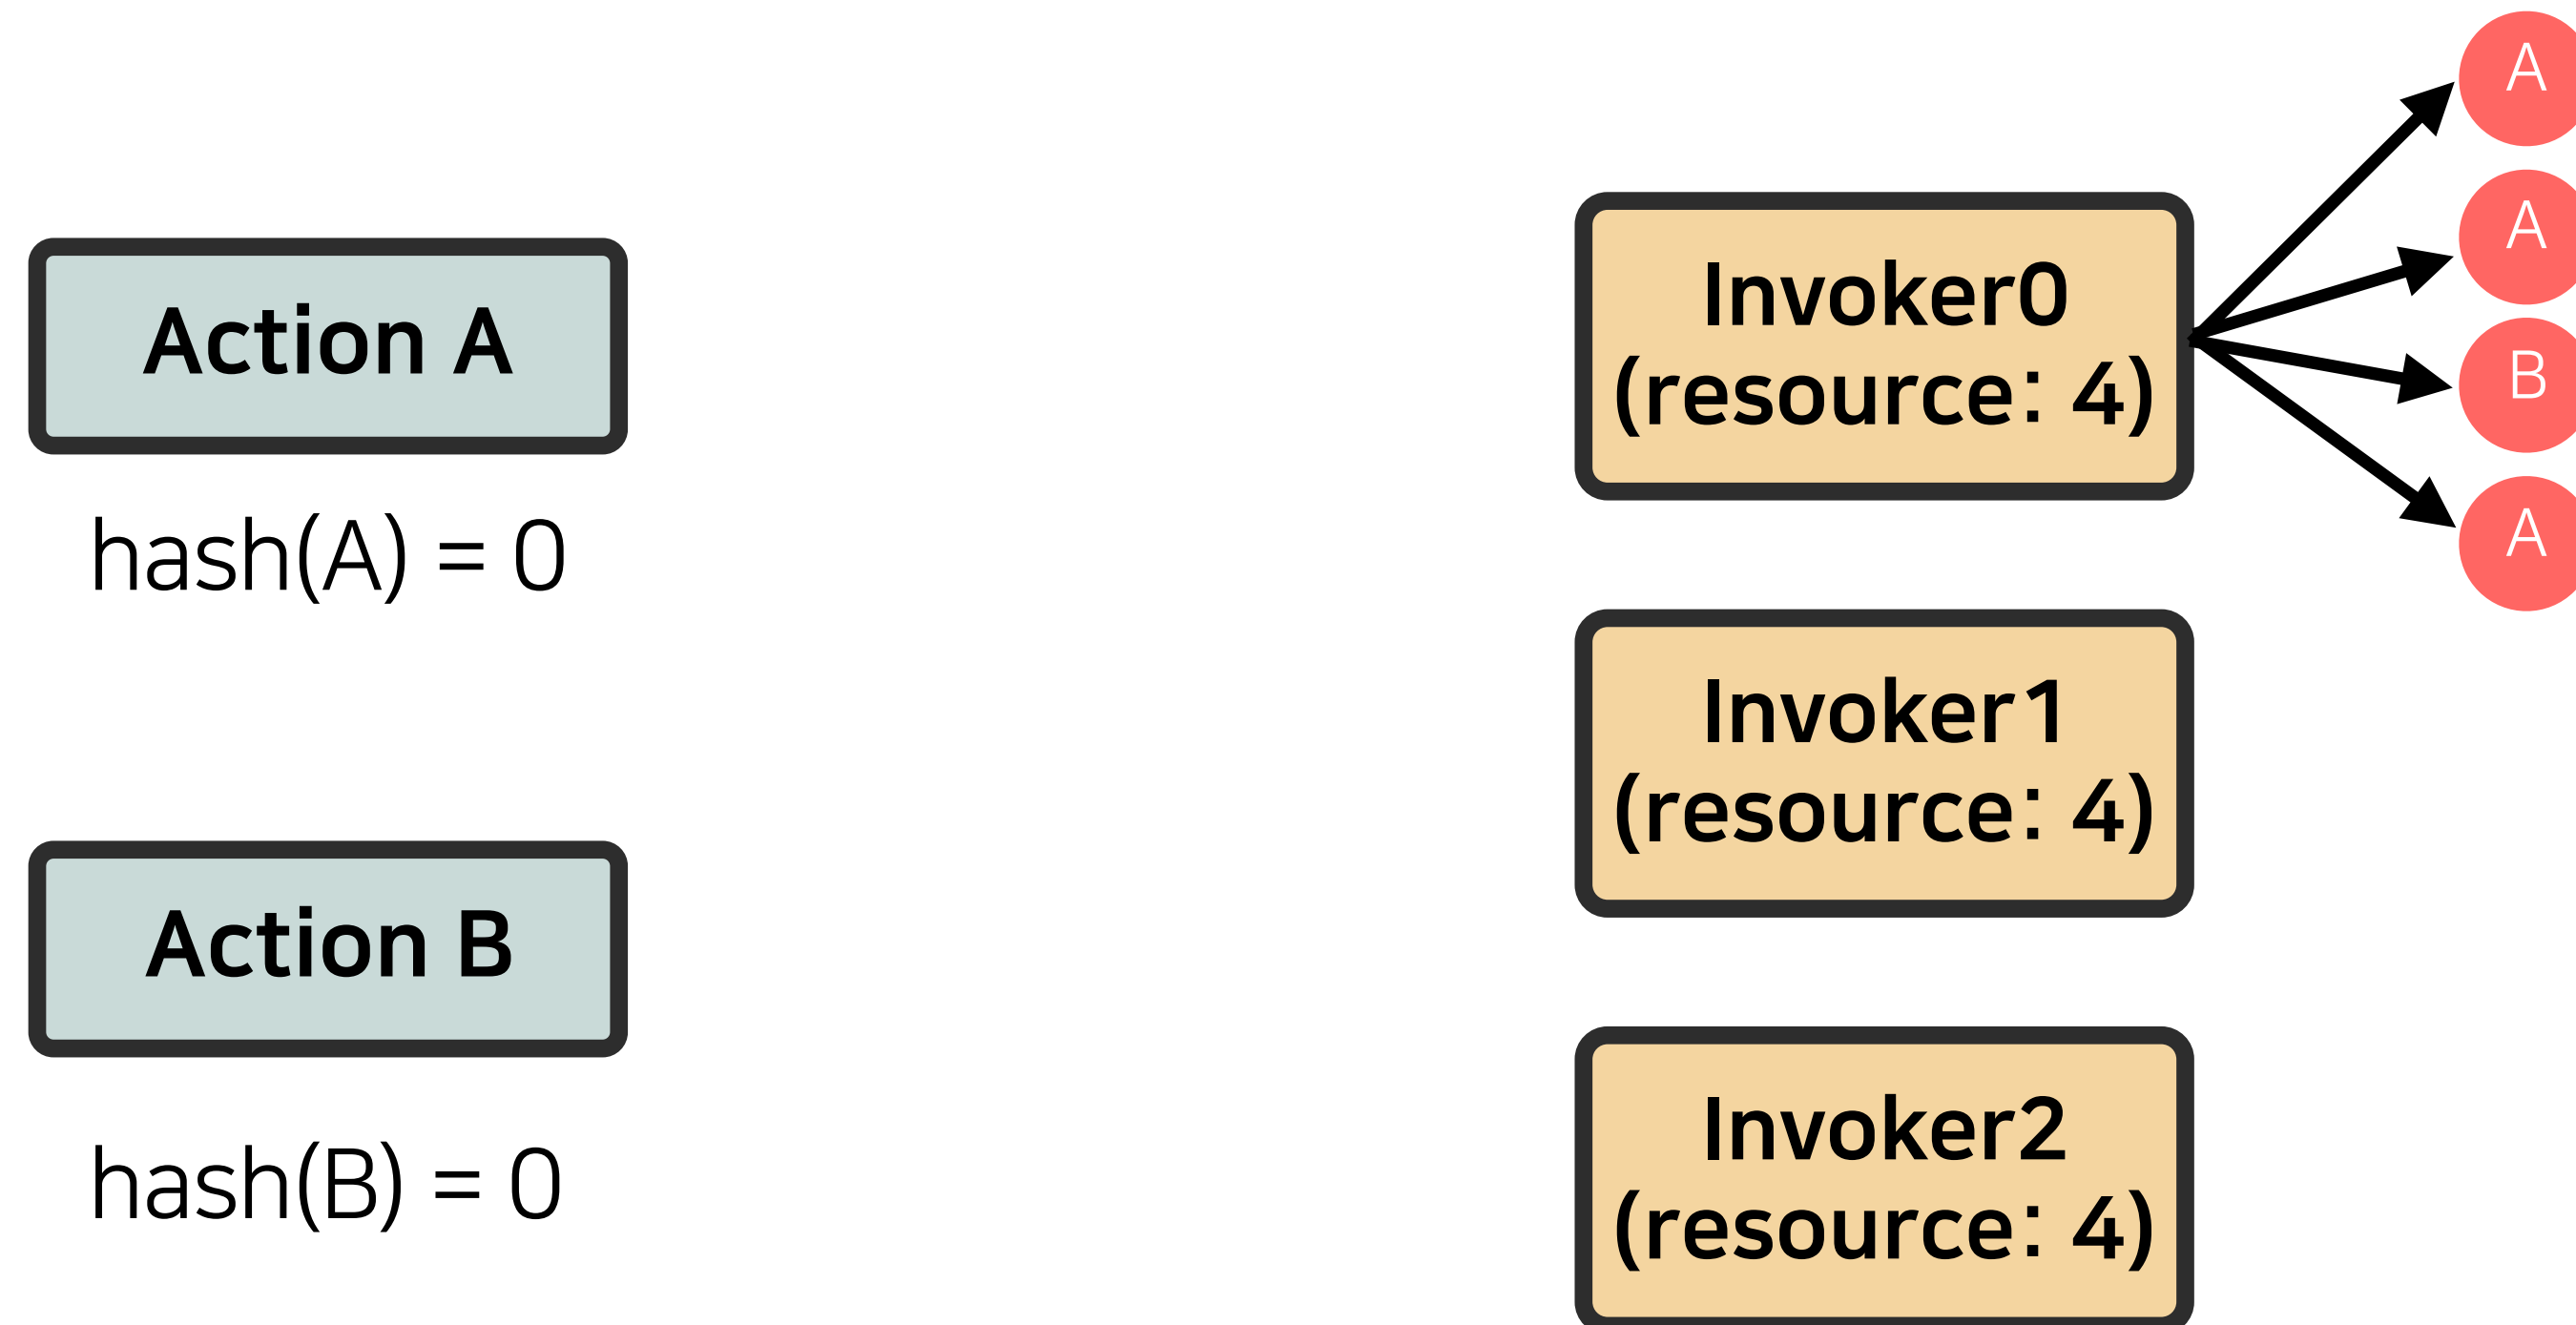 Action A
hash(A) = 0
Action B
hash(B) = 0
Invoker0
(resource: 4)
Invoker1
(resource: 4)
Invoker2
(resource: 4)
A
A
B
A